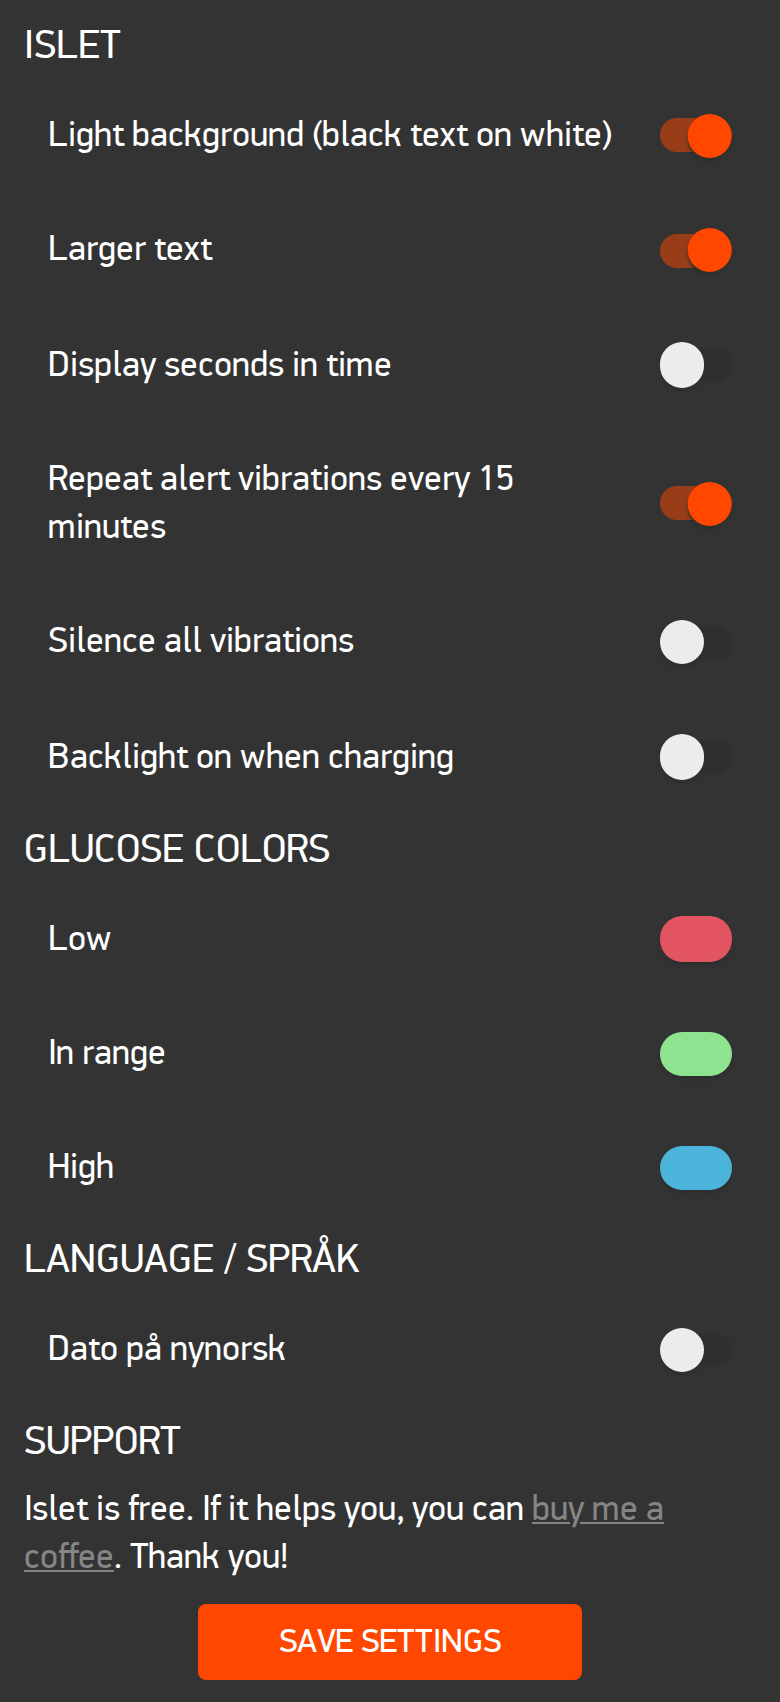 ISLET
Light background (black text on white)
Larger text
Display seconds in time
Repeat alert vibrations every 15
minutes
Silence all vibrations
Backlight on when charging
GLUCOSE COLORS
Low
In range
High
LANGUAGE / SPRÅK
Dato på nynorsk
SUPPORT
Islet is free. If it helps you, you can buy me a
coffee. Thank you!
SAVE SETTINGS